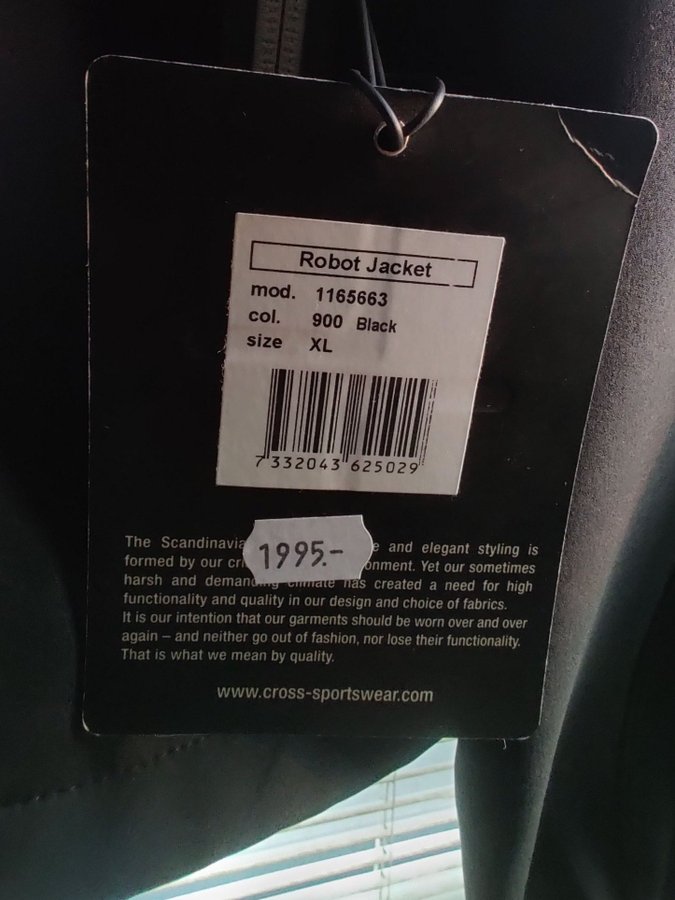 Robot Jacket
mod. 1165663
col. 900 Black
size XL
7 332043 625029
1995.-
The Scandinavia e and elegant styling is
formed by our cri onment. Yet our sometimes
harsh and demanding climate has created a need for high
functionality and quality in our design and choice of fabrics.
It is our intention that our garments should be worn over and over
again – and neither go out of fashion, nor lose their functionality.
That is what we mean by quality.
www.cross-sportswear.com